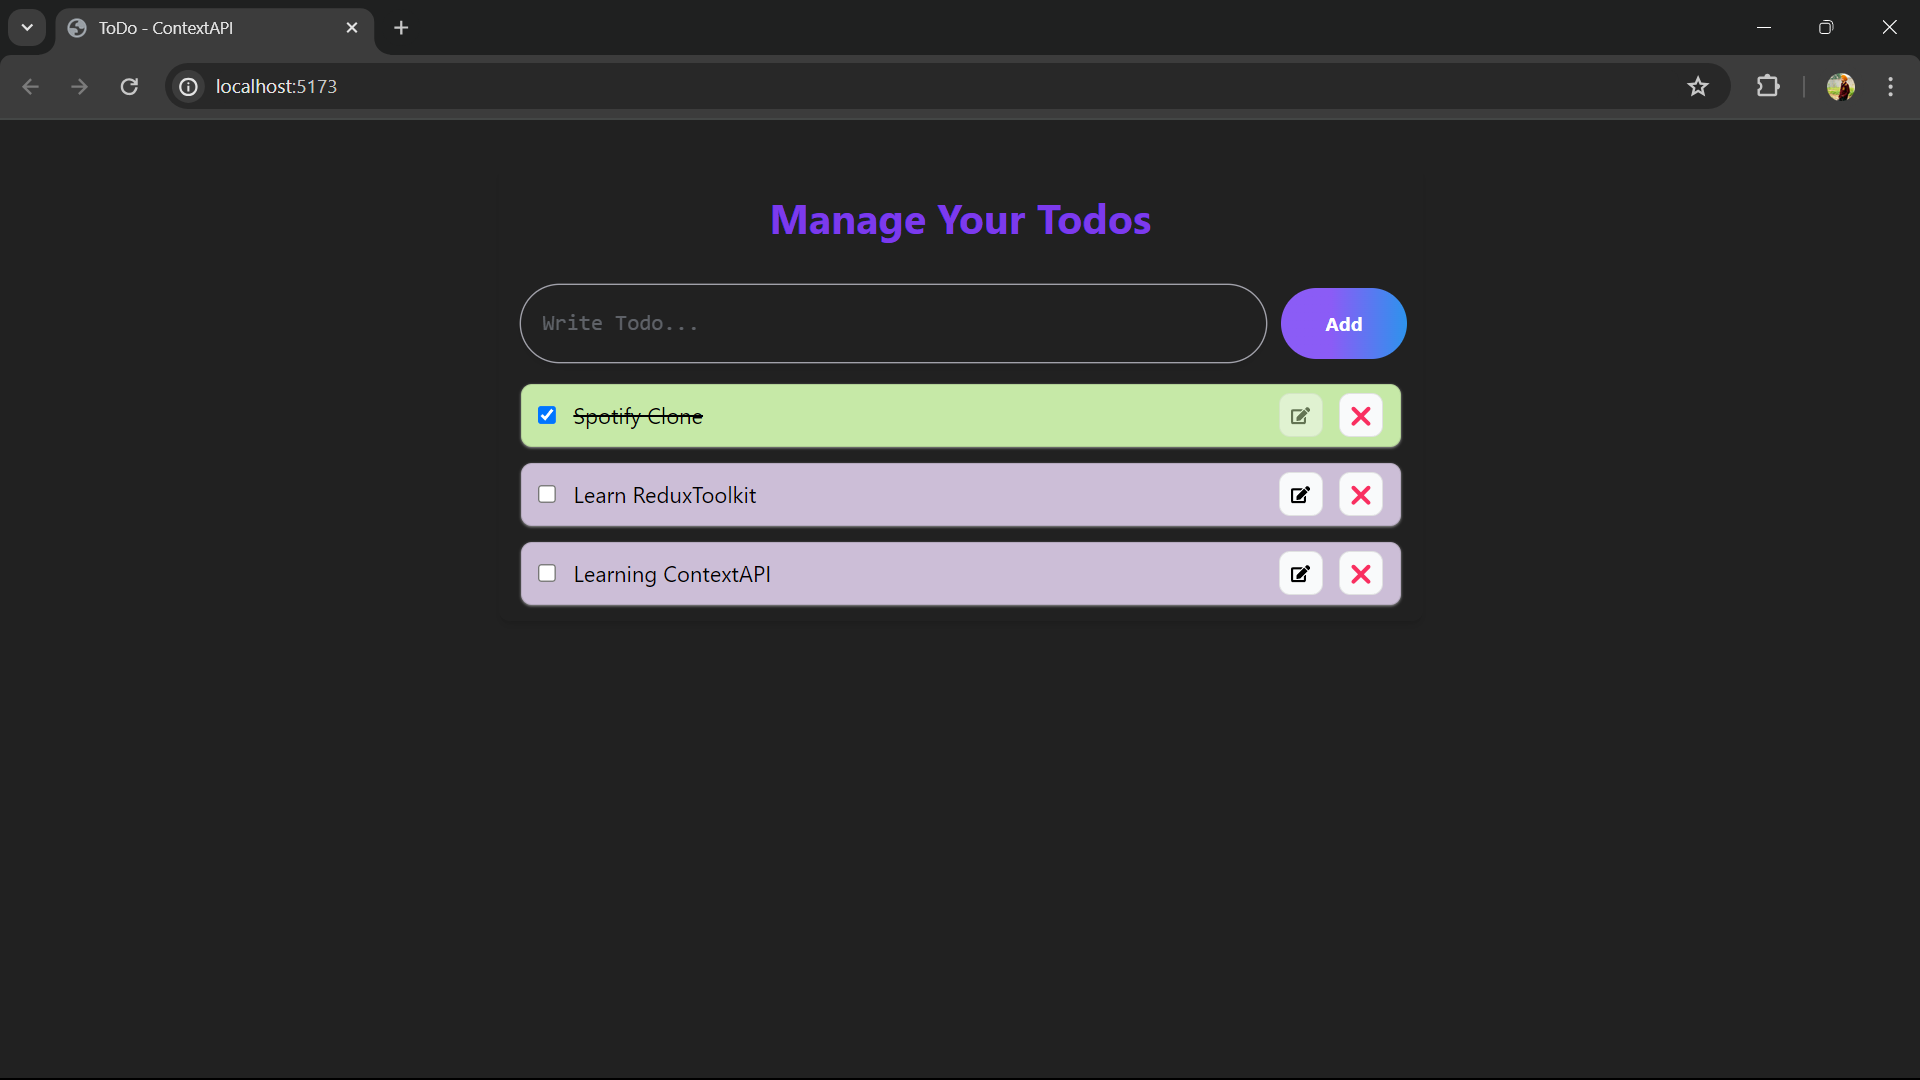 ToDo - ContextAPI
localhost:5173
Manage Your Todos
Write Todo...
Add
Spotify Clone
Learn ReduxToolkit
Learning ContextAPI